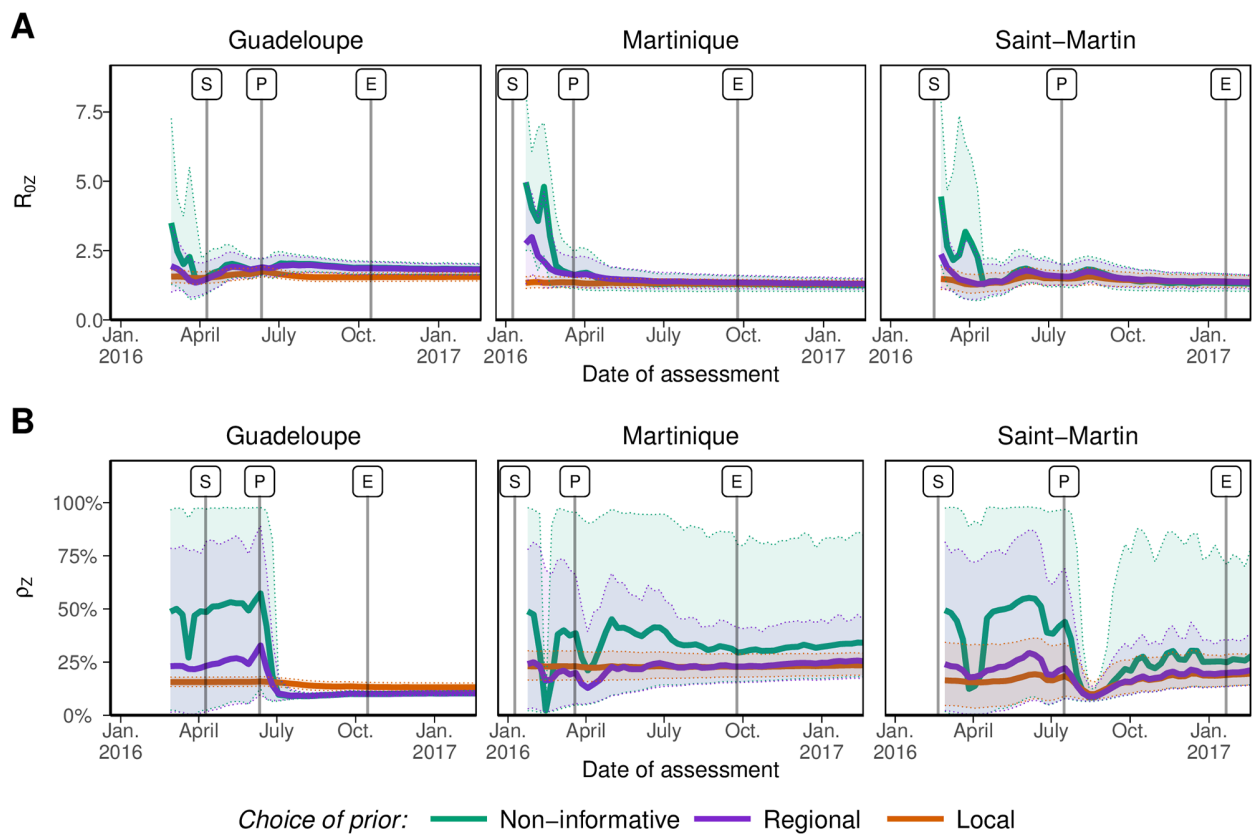 A
Guadeloupe Martinique Saint−Martin
S P E S P E S P E
7.5
5.0
2.5
0.0
R0Z
Jan. April July Oct. Jan. Jan. April July Oct. Jan. Jan. April July Oct. Jan.
2016 2017 2016 2017 2016 2017
Date of assessment
B
Guadeloupe Martinique Saint−Martin
S P E S P E S P E
100%
75%
50%
25%
0%
ρZ
Jan. April July Oct. Jan. Jan. April July Oct. Jan. Jan. April July Oct. Jan.
2016 2017 2016 2017 2016 2017
Date of assessment
Choice of prior: Non−informative Regional Local